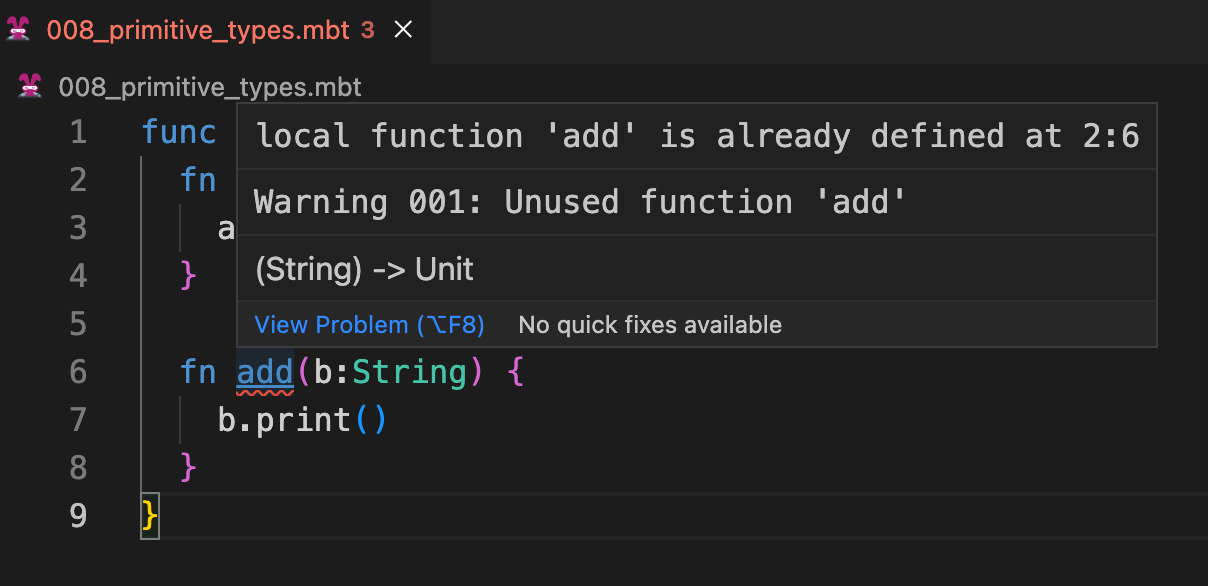 008_primitive_types.mbt 3
008_primitive_types.mbt
1 func
local function 'add' is already defined at 2:6
2 fn
Warning 001: Unused function 'add'
3 a
(String) -> Unit
4 }
5
View Problem (⌥F8) No quick fixes available
6 fn add(b:String) {
7 b.print()
8 }
9 }